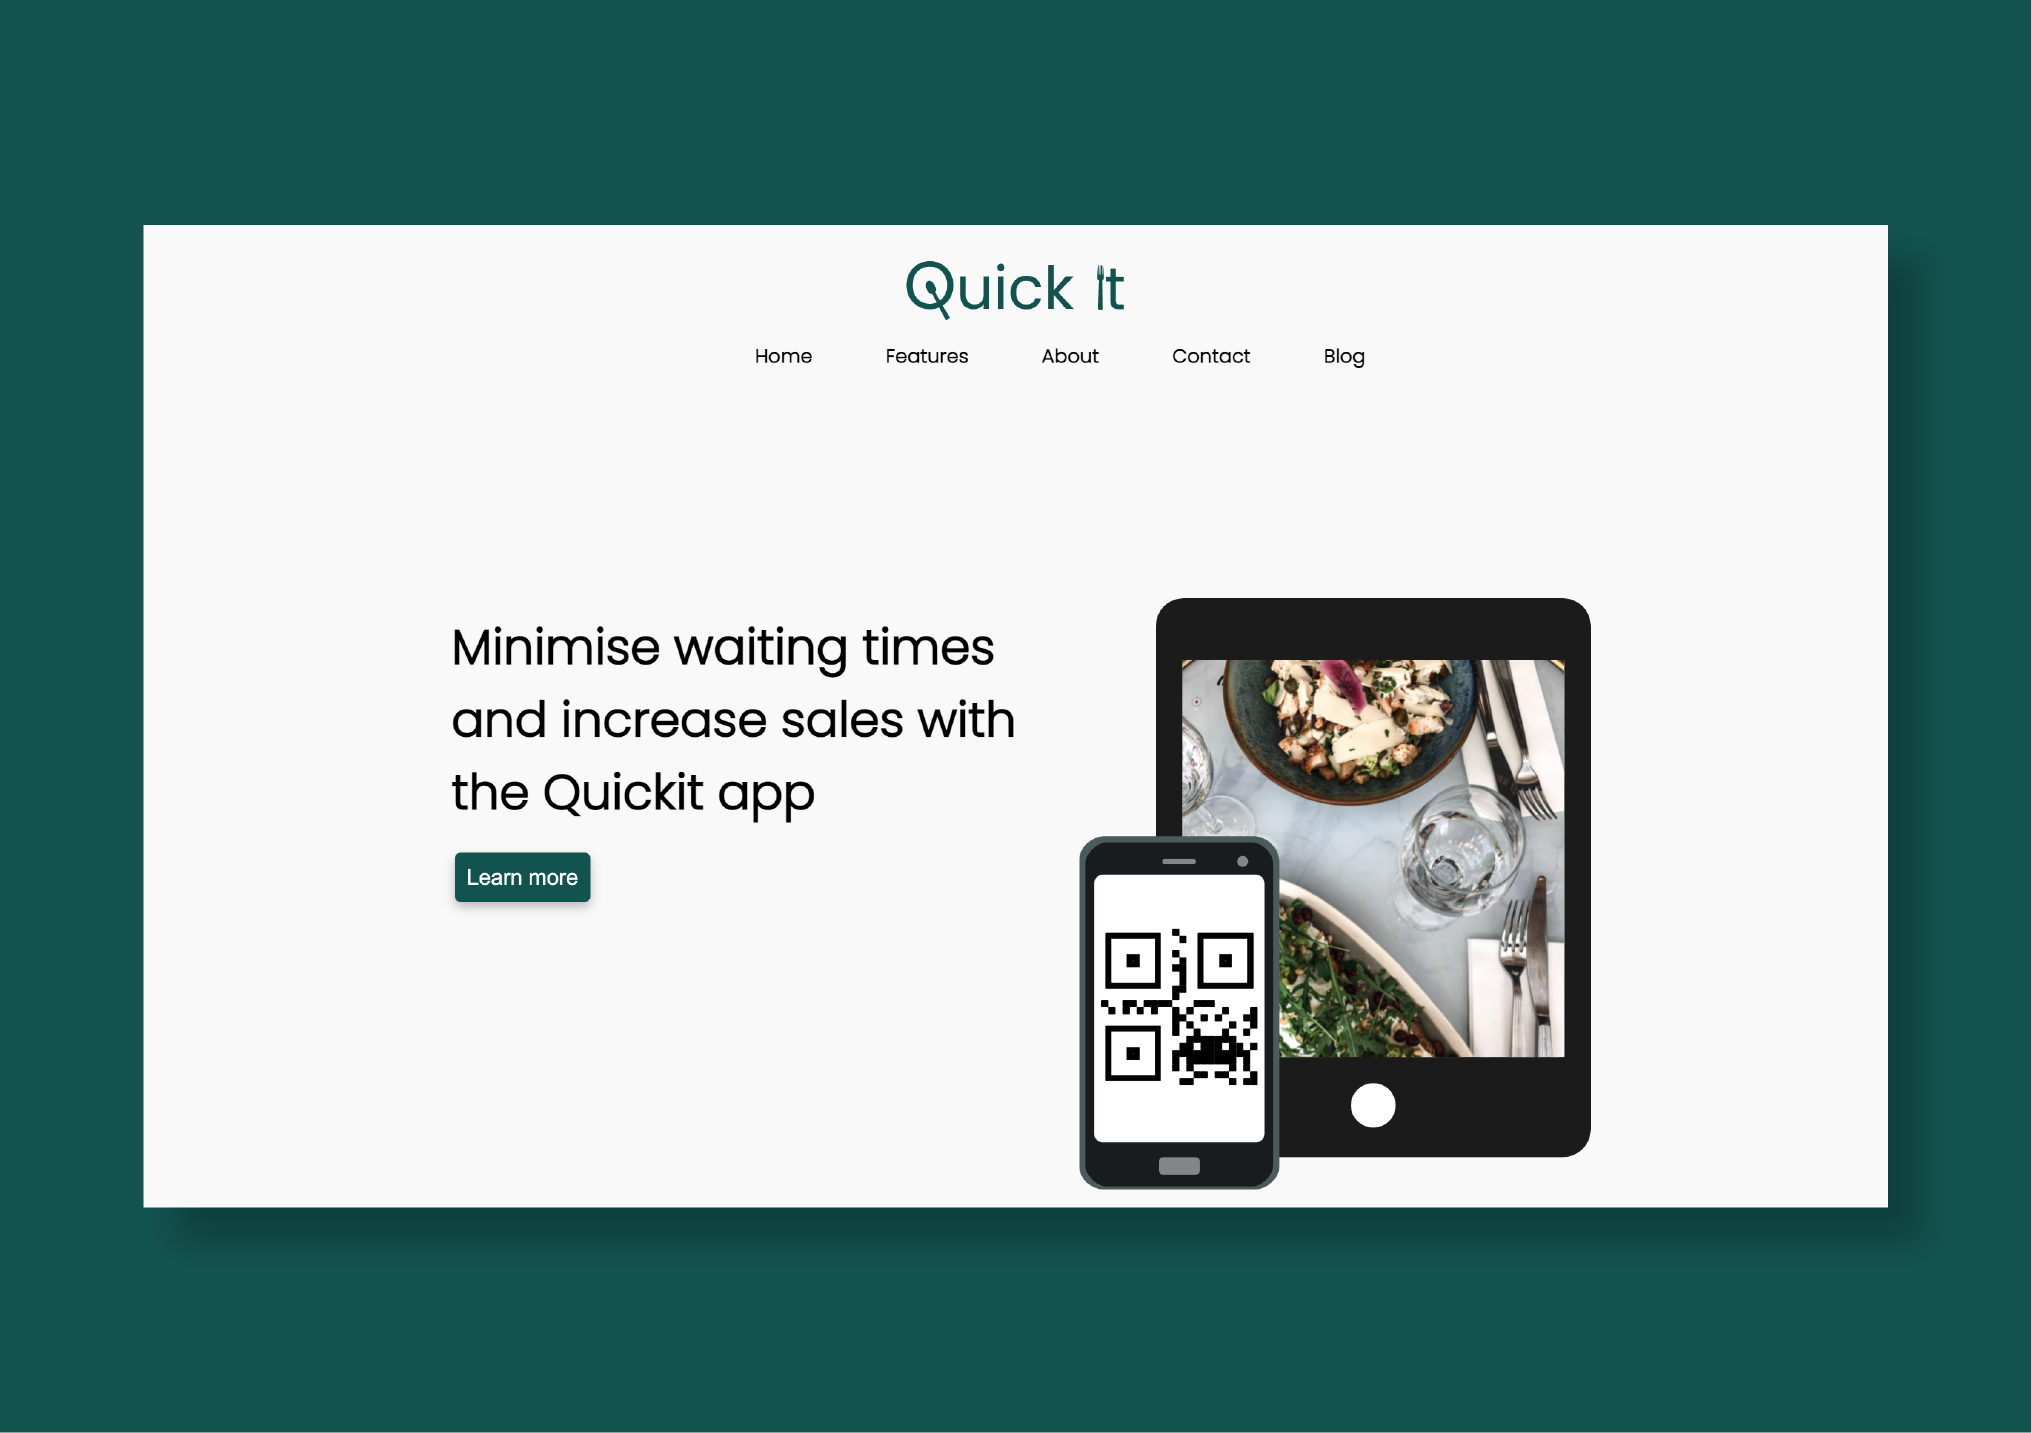 Quick it
Home Features About Contact Blog
Minimise waiting times
and increase sales with
the Quickit app
Learn more